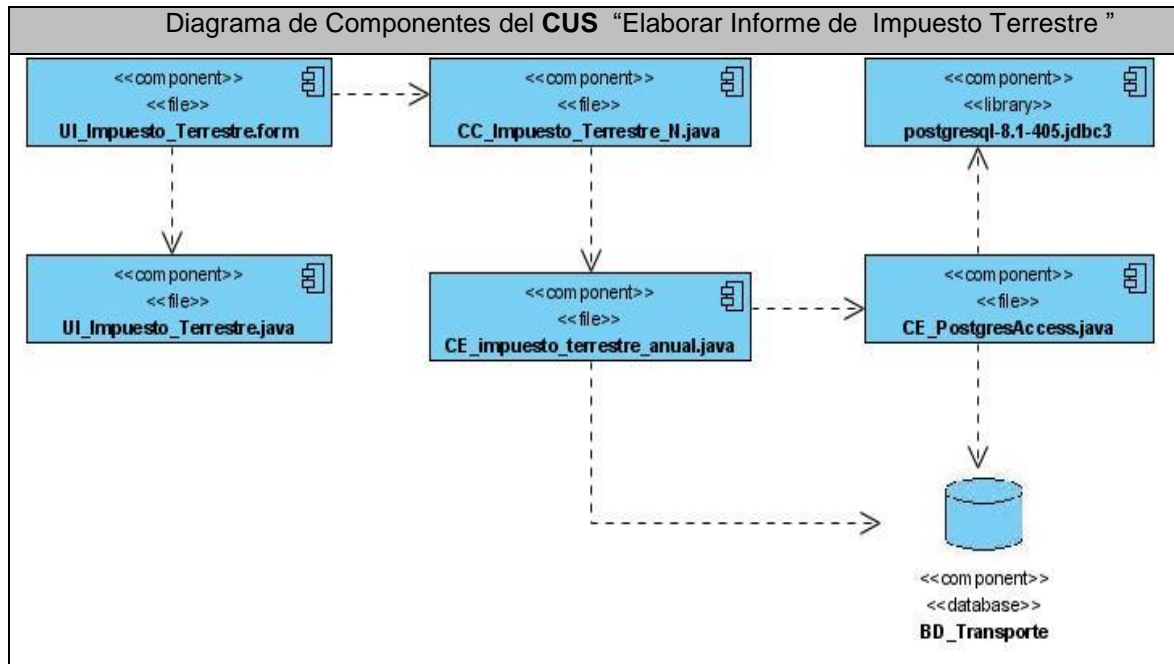 Diagrama de Componentes del CUS “Elaborar Informe de Impuesto Terrestre ”
<<component>>
<<file>>
UI_Impuesto_Terrestre.form
<<component>>
<<file>>
CC_Impuesto_Terrestre_N.java
<<component>>
<<library>>
postgresql-8.1-405.jdbc3
<<component>>
<<file>>
UI_Impuesto_Terrestre.java
<<component>>
<<file>>
CE_impuesto_terrestre_anual.java
<<component>>
<<file>>
CE_PostgresAccess.java
<<component>>
<<database>>
BD_Transporte